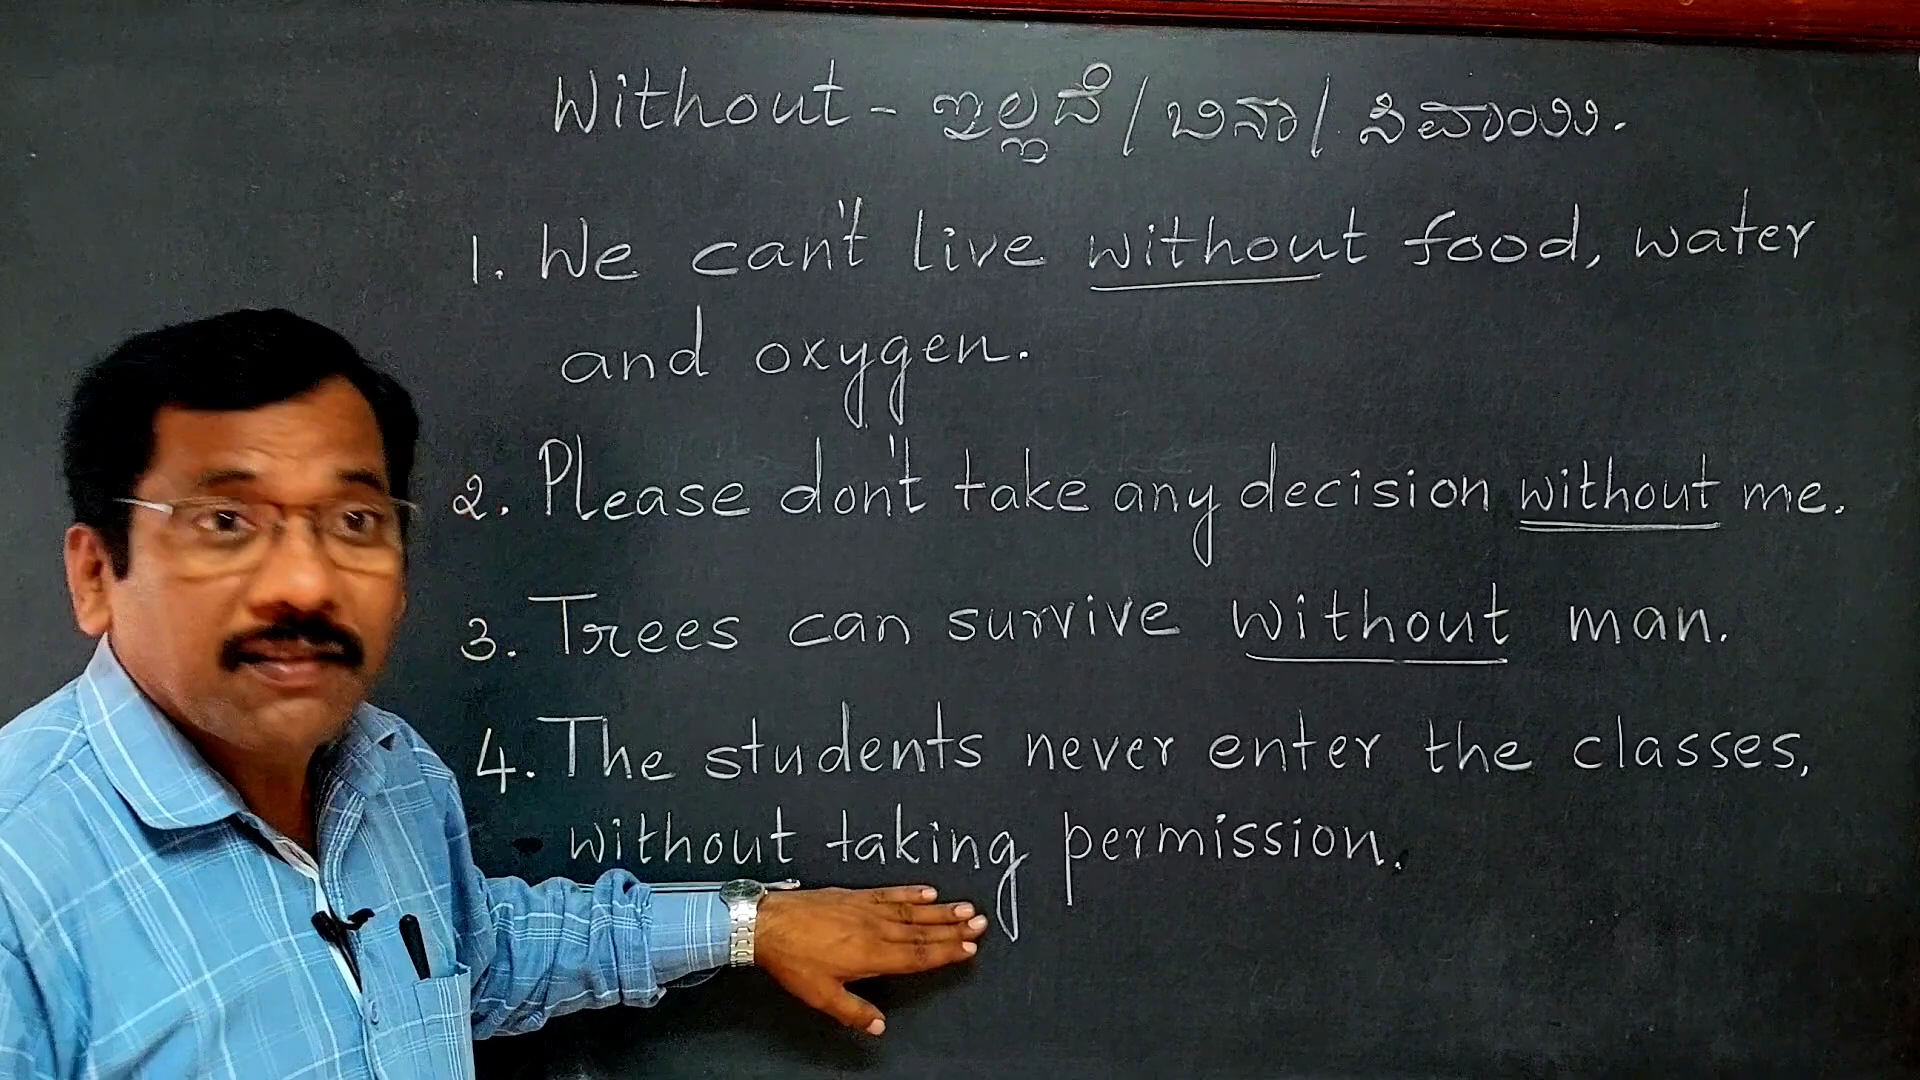 Without - ಇಲ್ಲದೆ / ಬಿನಾ / ಸಿವಾಯಿ.
1. We can't live without food, water
and oxygen.
2. Please don't take any decision without me.
3. Trees can survive without man.
4. The students never enter the classes,
without taking permission.